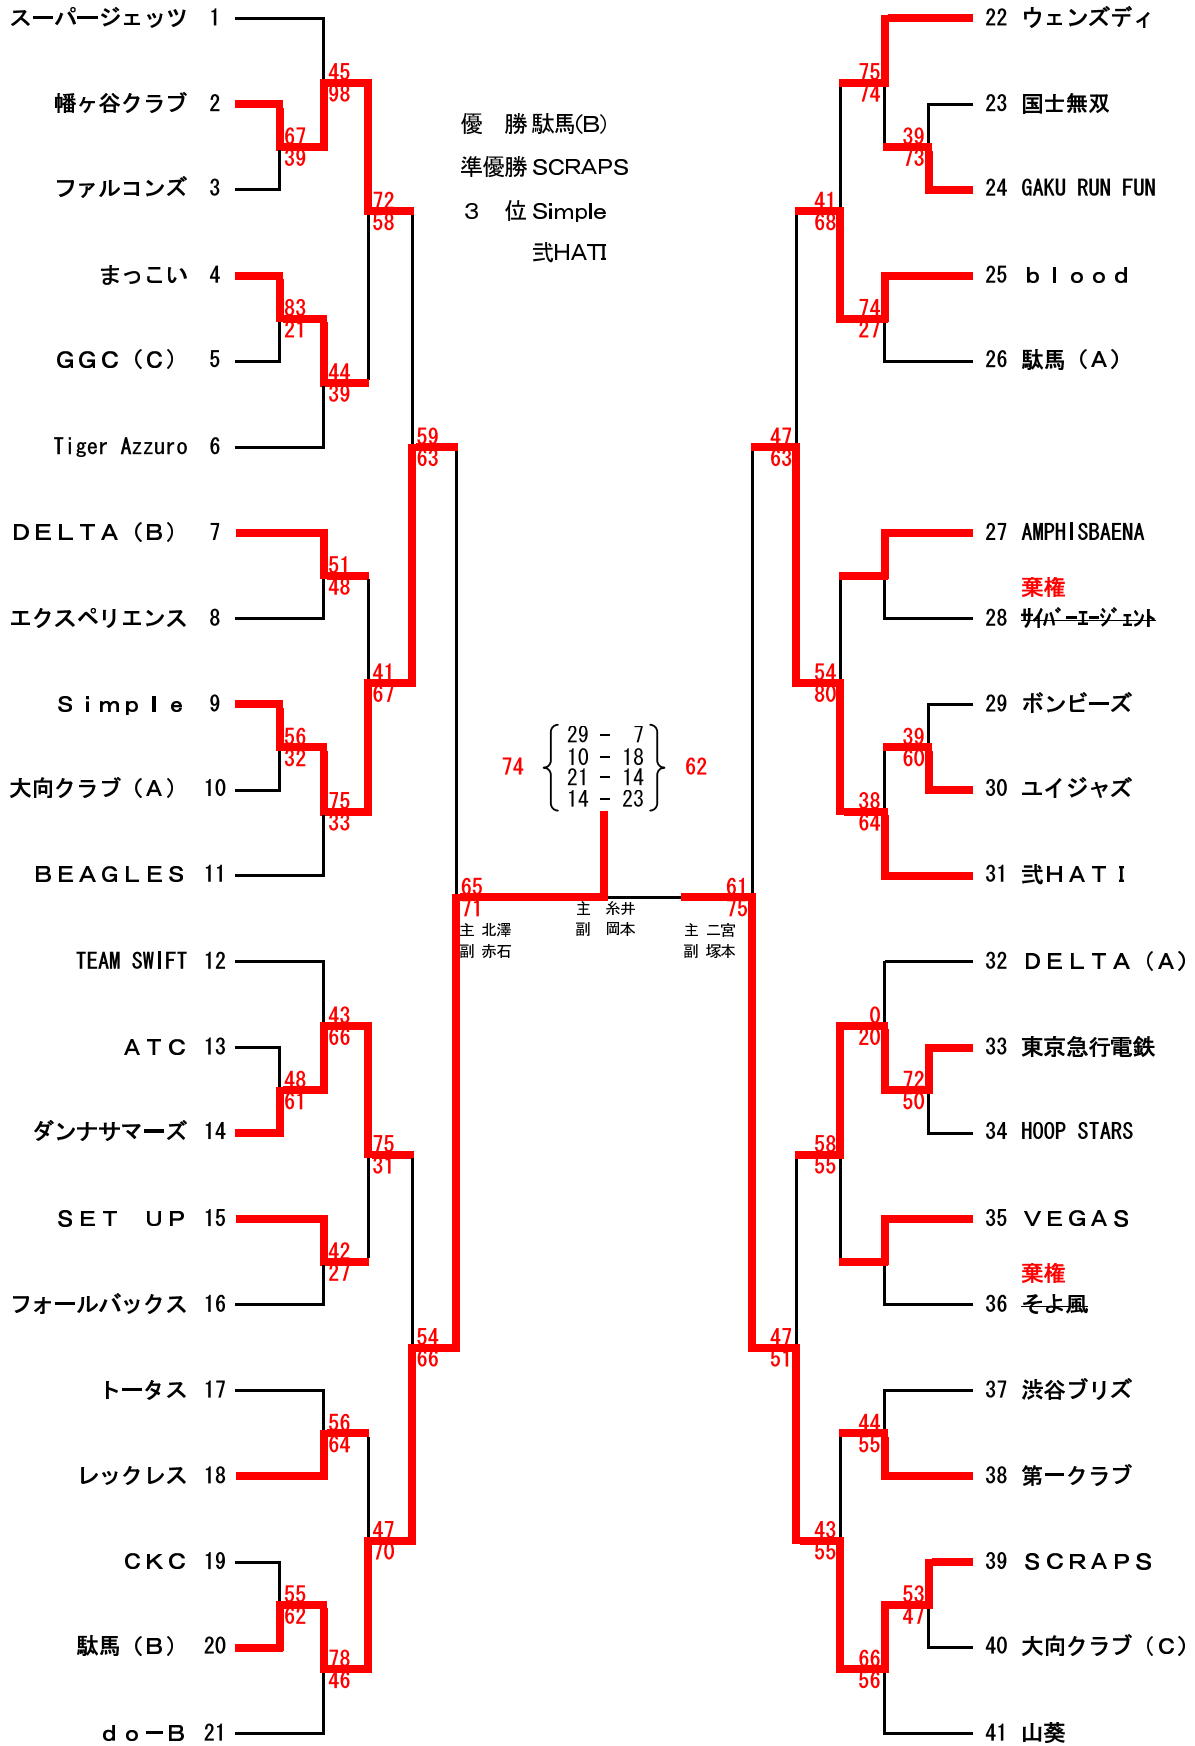 スーパージェッツ 1
45
98
幡ヶ谷クラブ 2
67
39
ファルコンズ 3
72
58
まっこい 4
83
21
GGC（C） 5
44
39
Tiger Azzuro 6
59
63
DELTA（B） 7
51
48
エクスペリエンス 8
41
67
Simple 9
56
32
大向クラブ（A） 10
75
33
BEAGLES 11
65
71
主 北澤
副 赤石
TEAM SWIFT 12
43
66
ATC 13
48
61
ダンナサマーズ 14
75
31
SET UP 15
42
27
フォールバックス 16
54
66
トータス 17
56
64
レックレス 18
47
70
CKC 19
55
62
駄馬（B） 20
78
46
do－B 21
優 勝 駄馬(B)
準優勝 SCRAPS
3 位 Simple
弐HATI
29 － 7
10 － 18
74 62
21 － 14
14 － 23
主 糸井
副 岡本
22 ウェンズディ
75
74
23 国士無双
39
73
24 GAKU RUN FUN
41
68
25 blood
74
27
26 駄馬（A）
47
63
27 AMPHISBAENA
棄権
28 ｻｲﾊﾞｰｴｰｼﾞｪﾝﾄ
54
80
29 ボンビーズ
39
60
30 ユイジャズ
38
64
31 弐HATI
61
75
主 二宮
副 塚本
32 DELTA（A）
0
20
33 東京急行電鉄
72
50
34 HOOP STARS
58
55
35 VEGAS
棄権
36 そよ風
47
51
37 渋谷ブリズ
44
55
38 第一クラブ
43
55
39 SCRAPS
53
47
40 大向クラブ（C）
66
56
41 山葵